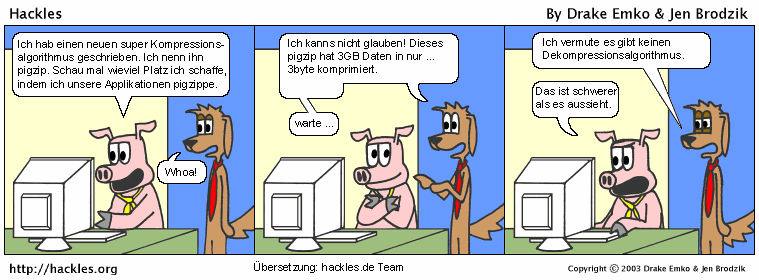 Hackles
By Drake Emko & Jen Brodzik
Ich hab einen neuen super Kompressions-
algorithmus geschrieben. Ich nenn ihn
pigzip. Schau mal wieviel Platz ich schaffe,
indem ich unsere Applikationen pigzippe.
Whoa!
Ich kanns nicht glauben! Dieses
pigzip hat 3GB Daten in nur ...
3byte komprimiert.
warte ...
Ich vermute es gibt keinen
Dekompressionsalgorithmus.
Das ist schwerer
als es aussieht.
http://hackles.org
Übersetzung: hackles.de Team
Copyright © 2003 Drake Emko & Jen Brodzik